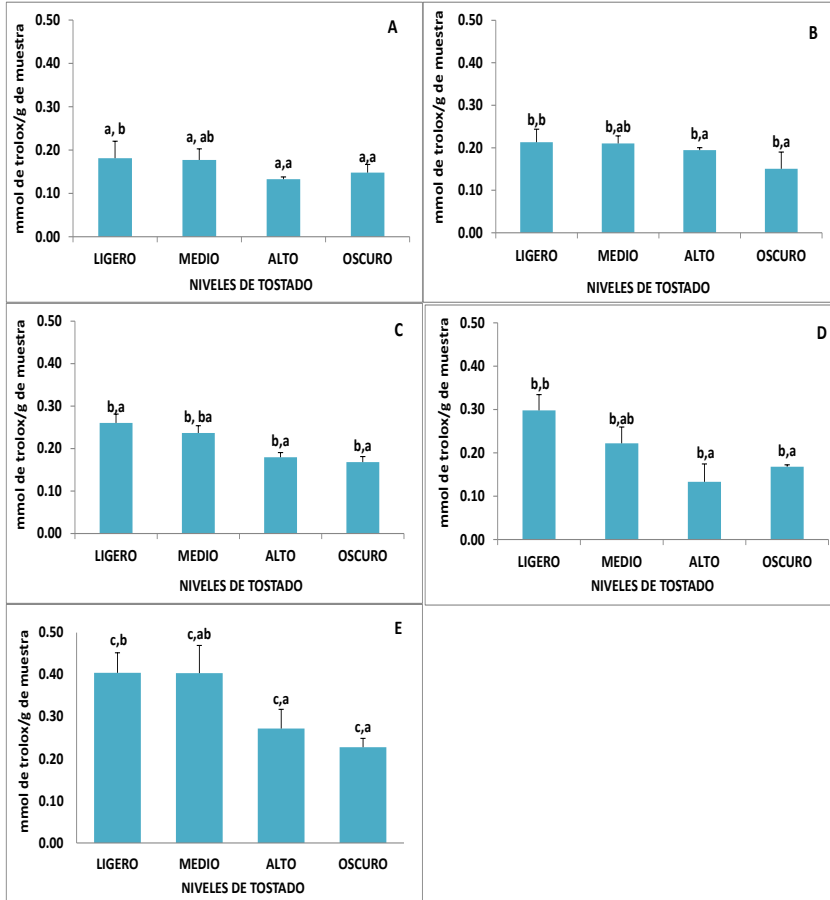 A
mmol de trolox/g de muestra
0.50
0.40
0.30
0.20
0.10
0.00
a, b
a, ab
a,a
a,a
LIGERO MEDIO ALTO OSCURO
NIVELES DE TOSTADO
B
mmol de trolox/g de muestra
0.50
0.40
0.30
0.20
0.10
0.00
b,b
b,ab
b,a
b,a
LIGERO MEDIO ALTO OSCURO
NIVELES DE TOSTADO
C
mmol de trolox/g de muestra
0.50
0.40
0.30
0.20
0.10
0.00
b,a
b, ba
b,a
b,a
LIGERO MEDIO ALTO OSCURO
NIVELES DE TOSTADO
D
mmol de trolox/g de muestra
0.50
0.40
0.30
0.20
0.10
0.00
b,b
b,ab
b,a
b,a
LIGERO MEDIO ALTO OSCURO
NIVELES DE TOSTADO
E
mmol de trolox/g de muestra
0.50
0.40
0.30
0.20
0.10
0.00
c,b
c,ab
c,a
c,a
LIGERO MEDIO ALTO OSCURO
NIVELES DE TOSTADO